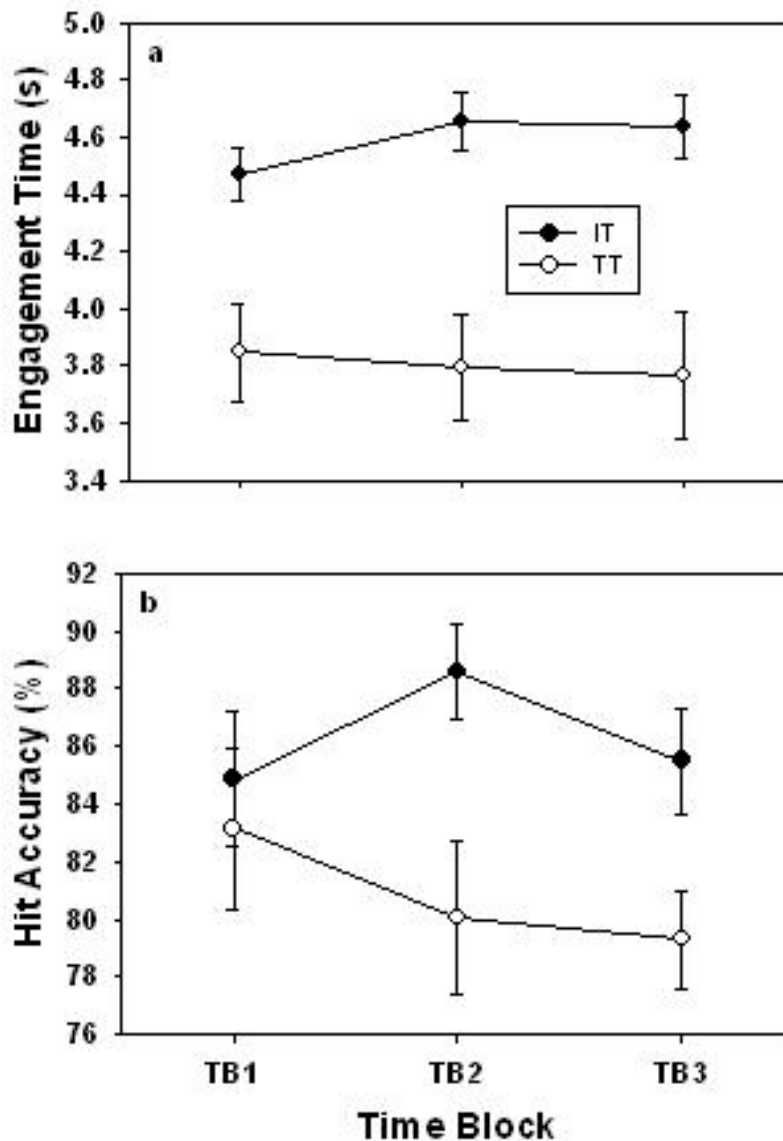 a
Engagement Time (s)
5.0
4.8
4.6
4.4
4.2
4.0
3.8
3.6
3.4
IT
TT
b
Hit Accuracy (%)
92
90
88
86
84
82
80
78
76
TB1 TB2 TB3
Time Block